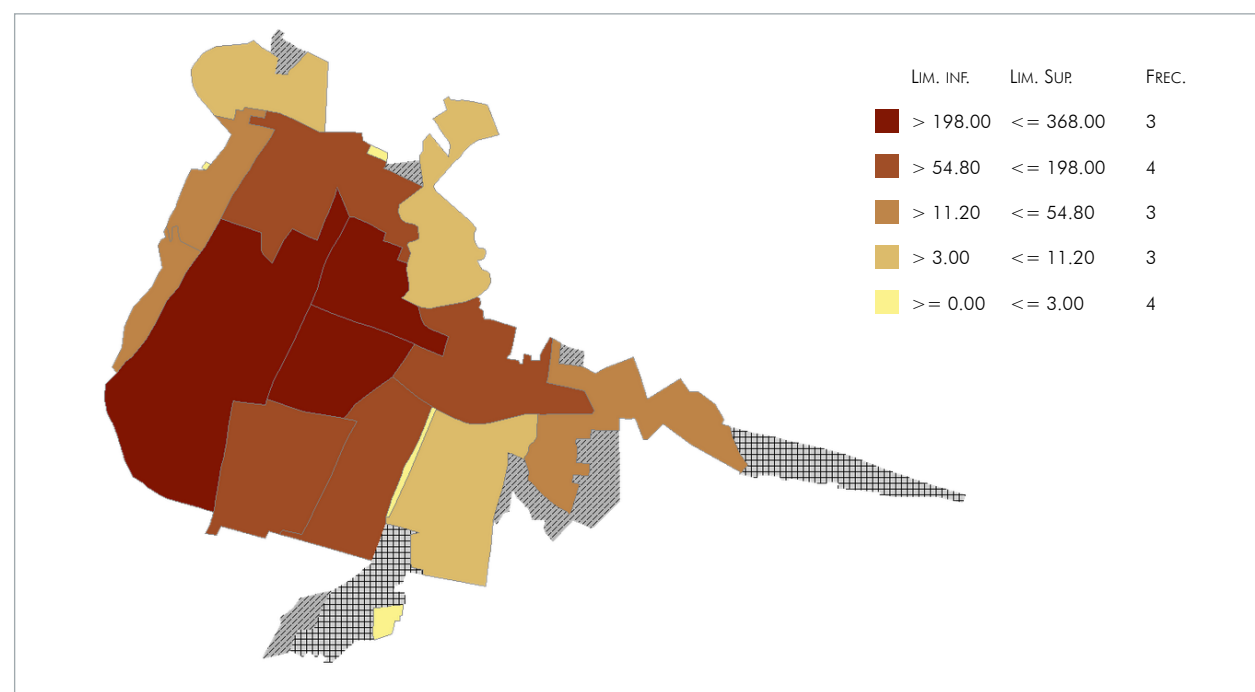 LIM. INF. LIM. SUP. FREC.
> 198.00 <= 368.00 3
> 54.80 <= 198.00 4
> 11.20 <= 54.80 3
> 3.00 <= 11.20 3
>= 0.00 <= 3.00 4